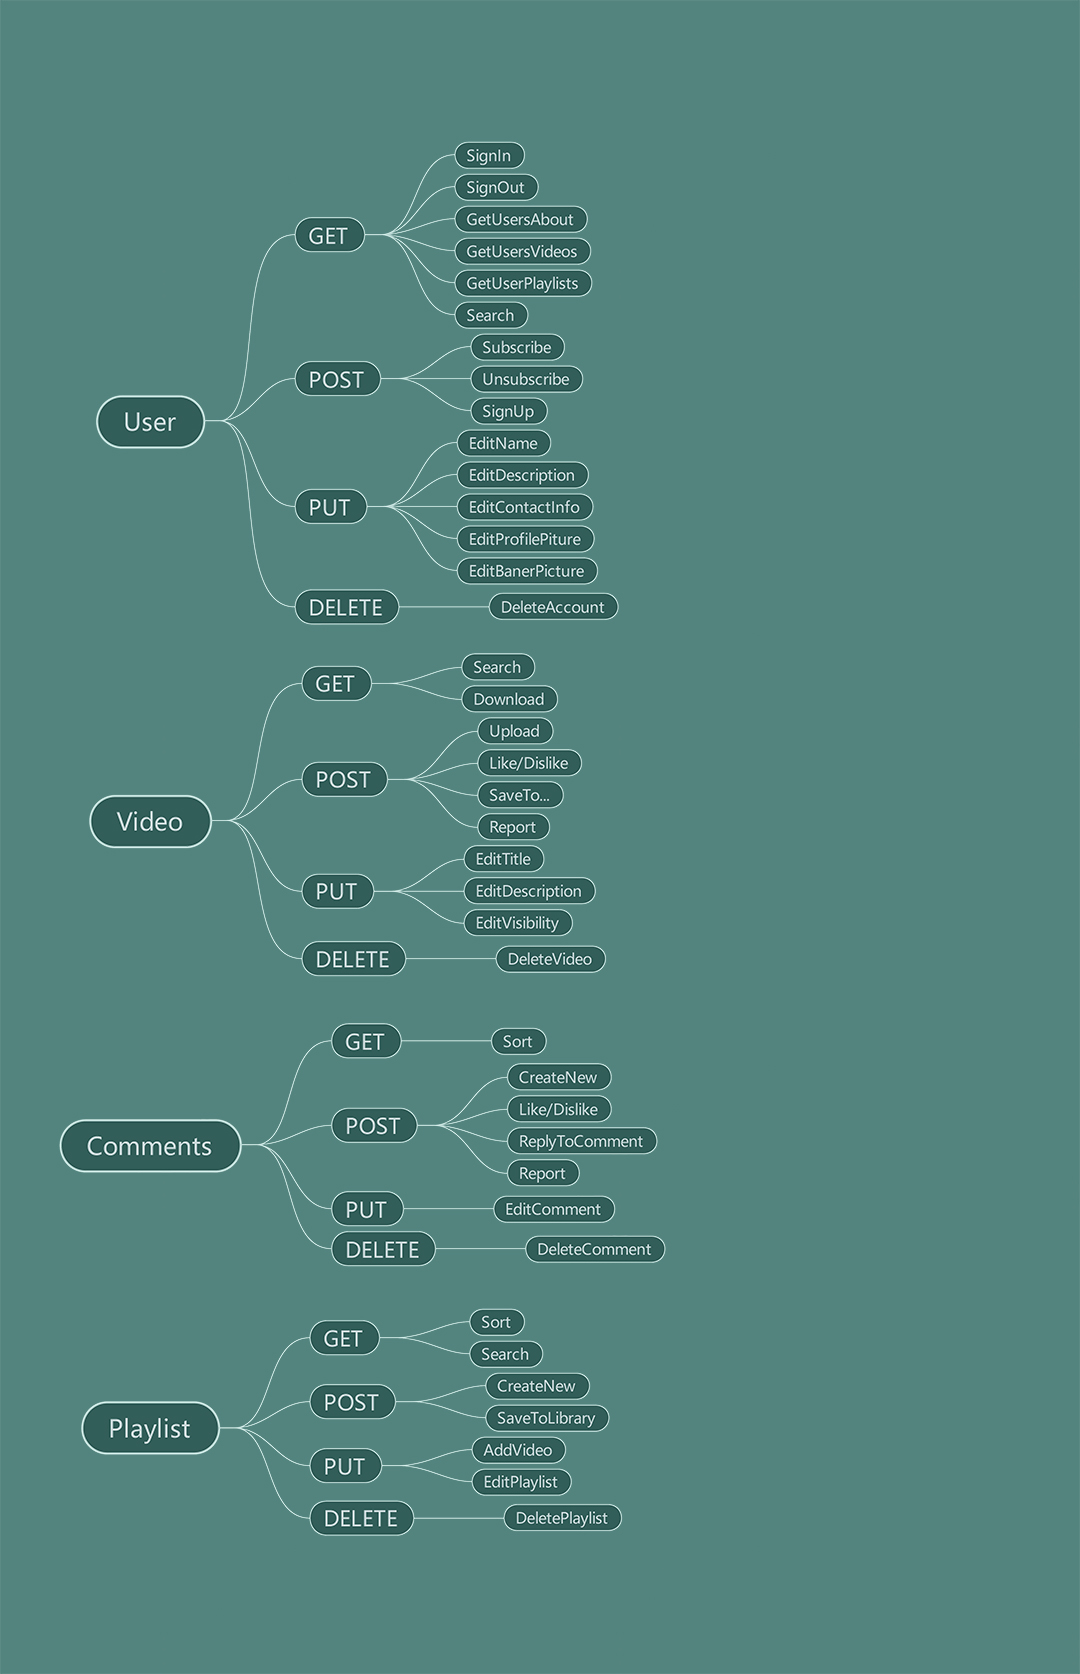 User
GET
SignIn
SignOut
GetUsersAbout
GetUsersVideos
GetUserPlaylists
Search
POST
Subscribe
Unsubscribe
SignUp
PUT
EditName
EditDescription
EditContactInfo
EditProfilePiture
EditBanerPicture
DELETE
DeleteAccount
Video
GET
Search
Download
POST
Upload
Like/Dislike
SaveTo...
Report
PUT
EditTitle
EditDescription
EditVisibility
DELETE
DeleteVideo
Comments
GET
Sort
POST
CreateNew
Like/Dislike
ReplyToComment
Report
PUT
EditComment
DELETE
DeleteComment
Playlist
GET
Sort
Search
POST
CreateNew
SaveToLibrary
PUT
AddVideo
EditPlaylist
DELETE
DeletePlaylist